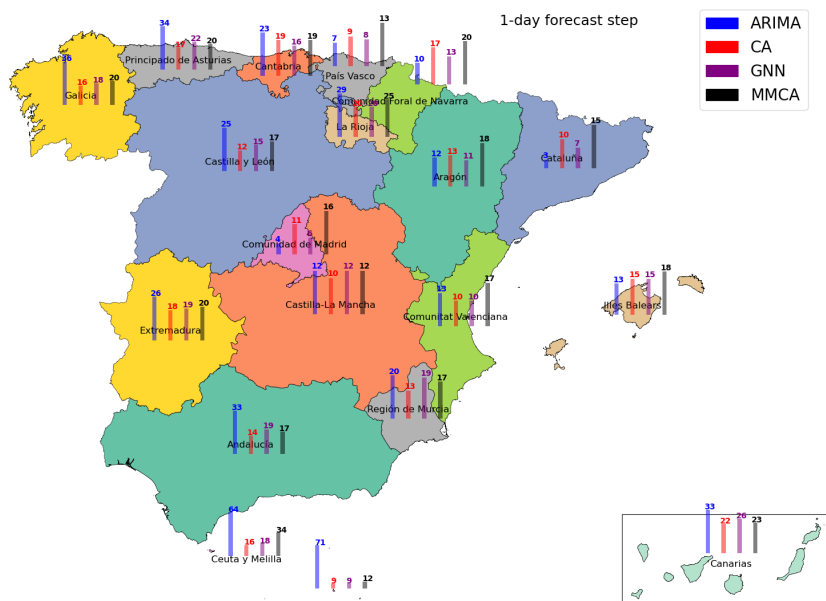 1-day forecast step
ARIMA
CA
GNN
MMCA
34 19 22 20
Principado de Asturias
23 19 16 19
Cantabria
7 9 8 13
País Vasco
10 17 13 20
Comunidad Foral de Navarra
36 16 18 20
Galicia
29 25
La Rioja
25 12 15 17
Castilla y León
12 13 11 18
Aragón
3 10 7 15
Cataluña
4 11 6 16
Comunidad de Madrid
12 10 12 12
Castilla-La Mancha
13 10 10 17
Comunitat Valenciana
13 15 15 18
Illes Balears
26 18 19 20
Extremadura
20 13 19 17
Región de Murcia
33 14 19 17
Andalucía
64 16 18 34
Ceuta y Melilla
71 9 9 12
33 22 26 23
Canarias